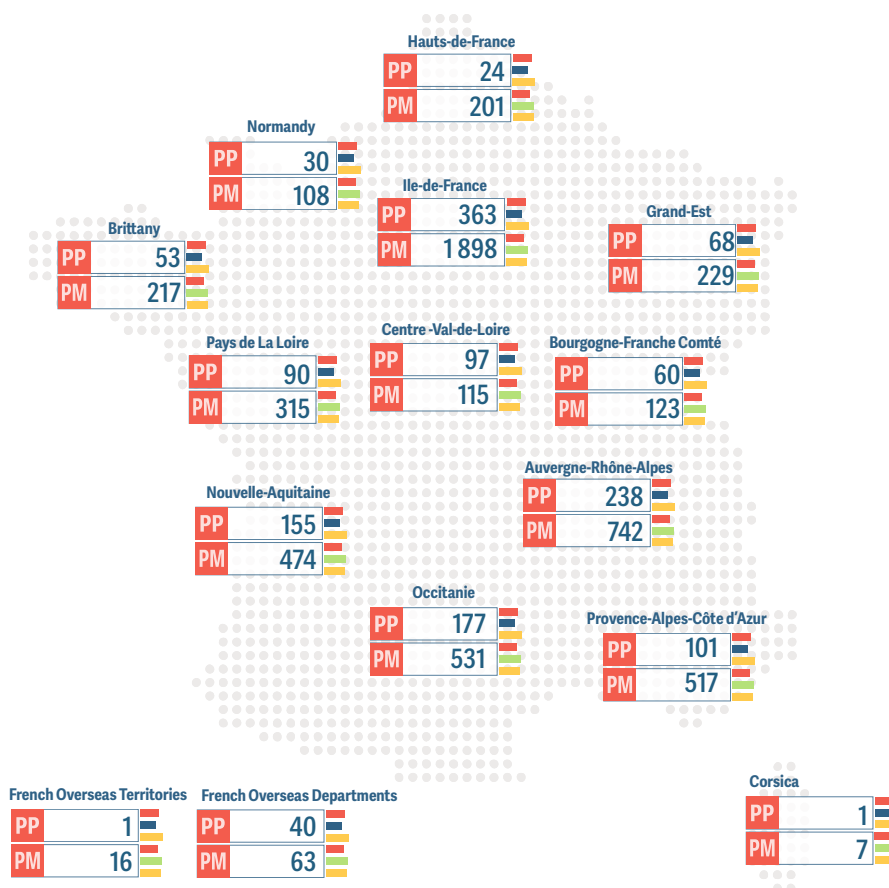 Hauts-de-France
PP 24
PM 201
Normandy
PP 30
PM 108
Ile-de-France
PP 363
PM 1 898
Grand-Est
PP 68
PM 229
Brittany
PP 53
PM 217
Pays de La Loire
PP 90
PM 315
Centre -Val-de-Loire
PP 97
PM 115
Bourgogne-Franche Comté
PP 60
PM 123
Auvergne-Rhône-Alpes
PP 238
PM 742
Nouvelle-Aquitaine
PP 155
PM 474
Occitanie
PP 177
PM 531
Provence-Alpes-Côte d'Azur
PP 101
PM 517
French Overseas Territories
PP 1
PM 16
French Overseas Departments
PP 40
PM 63
Corsica
PP 1
PM 7